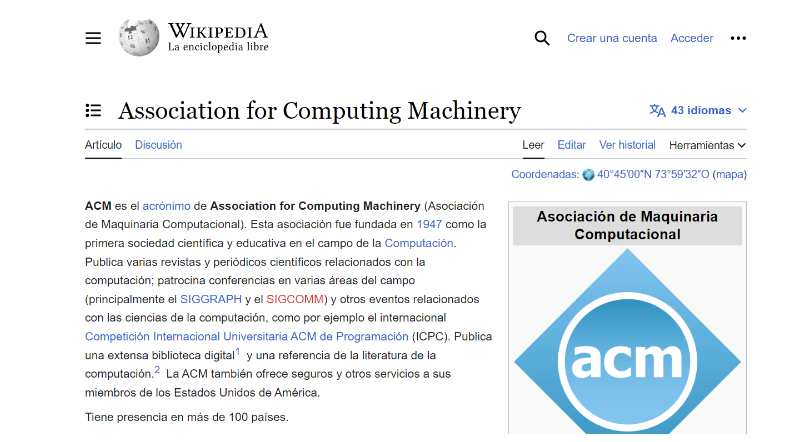 WIKIPEDIA
La enciclopedia libre
Crear una cuenta Acceder
Association for Computing Machinery
43 idiomas
Artículo Discusión Leer Editar Ver historial Herramientas
Coordenadas: 40°45′00″N 73°59′32″O (mapa)
ACM es el acrónimo de Association for Computing Machinery (Asociación
de Maquinaria Computacional). Esta asociación fue fundada en 1947 como la
primera sociedad científica y educativa en el campo de la Computación.
Publica varias revistas y periódicos científicos relacionados con la
computación; patrocina conferencias en varias áreas del campo
(principalmente el SIGGRAPH y el SIGCOMM) y otros eventos relacionados
con las ciencias de la computación, como por ejemplo el internacional
Competición Internacional Universitaria ACM de Programación (ICPC). Publica
una extensa biblioteca digital1 y una referencia de la literatura de la
computación.2 La ACM también ofrece seguros y otros servicios a sus
miembros de los Estados Unidos de América.
Tiene presencia en más de 100 países.
Asociación de Maquinaria
Computacional
acm